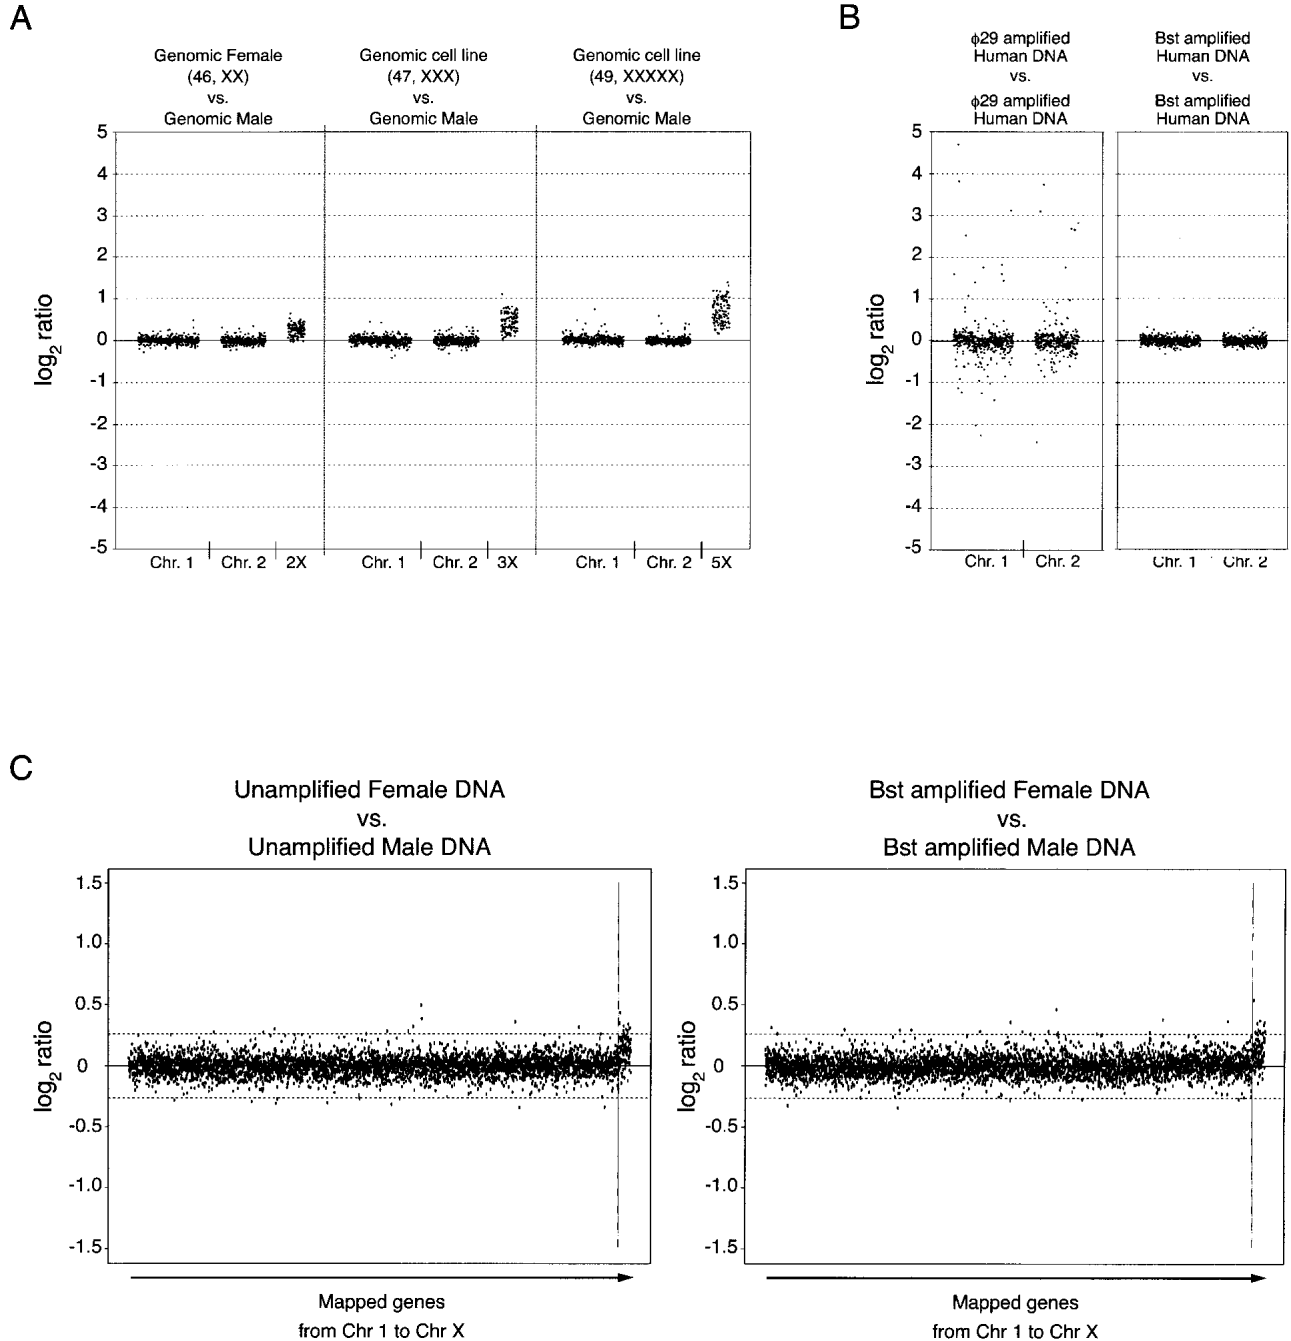 A
Genomic Female
(46, XX)
vs.
Genomic Male
Genomic cell line
(47, XXX)
vs.
Genomic Male
Genomic cell line
(49, XXXXX)
vs.
Genomic Male
log2 ratio
5
4
3
2
1
0
-1
-2
-3
-4
-5
Chr. 1
Chr. 2
2X
Chr. 1
Chr. 2
3X
Chr. 1
Chr. 2
5X
B
ϕ29 amplified
Human DNA
vs.
ϕ29 amplified
Human DNA
Bst amplified
Human DNA
vs.
Bst amplified
Human DNA
log2 ratio
5
4
3
2
1
0
-1
-2
-3
-4
-5
Chr. 1
Chr. 2
Chr. 1
Chr. 2
C
Unamplified Female DNA
vs.
Unamplified Male DNA
log2 ratio
1.5
1.0
0.5
0
-0.5
-1.0
-1.5
Mapped genes
from Chr 1 to Chr X
Bst amplified Female DNA
vs.
Bst amplified Male DNA
log2 ratio
1.5
1.0
0.5
0
-0.5
-1.0
-1.5
Mapped genes
from Chr 1 to Chr X